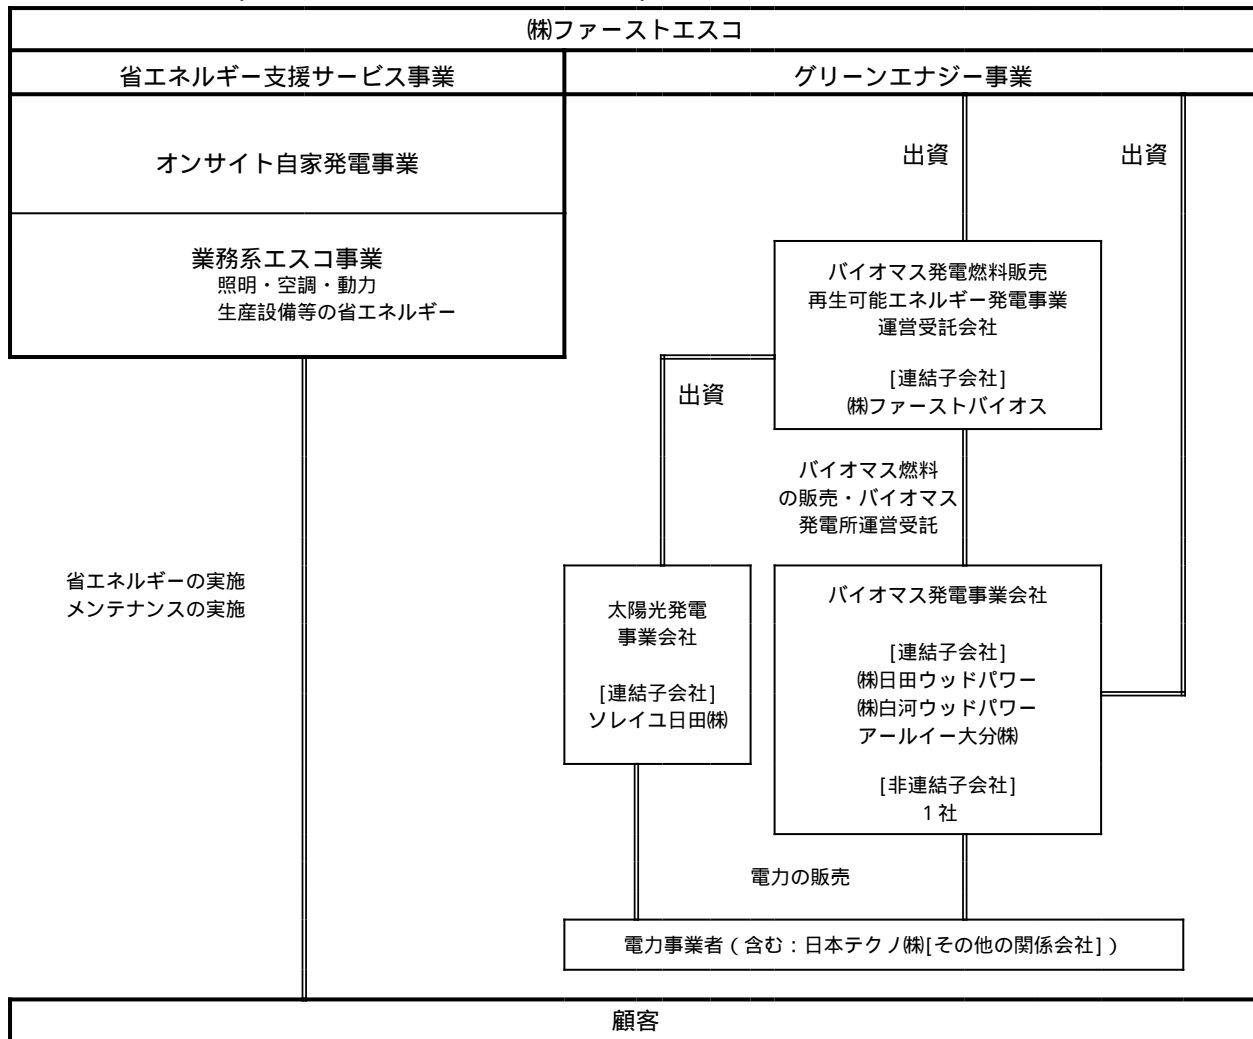 ㈱ファーストエスコ
省エネルギー支援サービス事業
グリーンエナジー事業
オンサイト自家発電事業
出資
出資
業務系エスコ事業
照明・空調・動力
生産設備等の省エネルギー
バイオマス発電燃料販売
再生可能エネルギー発電事業
運営受託会社
[連結子会社]
㈱ファーストバイオス
出資
バイオマス燃料
の販売・バイオマス
発電所運営受託
省エネルギーの実施
メンテナンスの実施
太陽光発電
事業会社
[連結子会社]
ソレイユ日田㈱
バイオマス発電事業会社
[連結子会社]
㈱日田ウッドパワー
㈱白河ウッドパワー
アールイー大分㈱
[非連結子会社]
1社
電力の販売
電力事業者(含む:日本テクノ㈱[その他の関係会社])
顧客